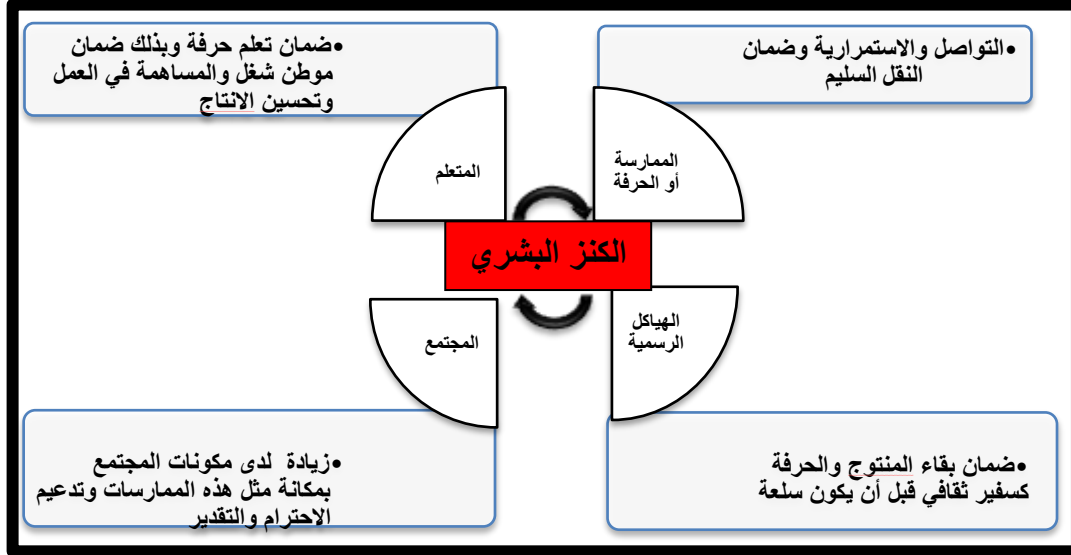 •التواصل والاستمرارية وضمان
النقل السليم
•ضمان تعلم حرفة وبذلك ضمان
موطن شغل والمساهمة في العمل
وتحسين الانتاج
الممارسة
أو الحرفة
المتعلم
الكنز البشري
الهياكل
الرسمية
المجتمع
•ضمان بقاء المنتوج والحرفة
كسفير ثقافي قبل أن يكون سلعة
•زيادة لدى مكونات المجتمع
بمكانة مثل هذه الممارسات وتدعيم
الاحترام والتقدير